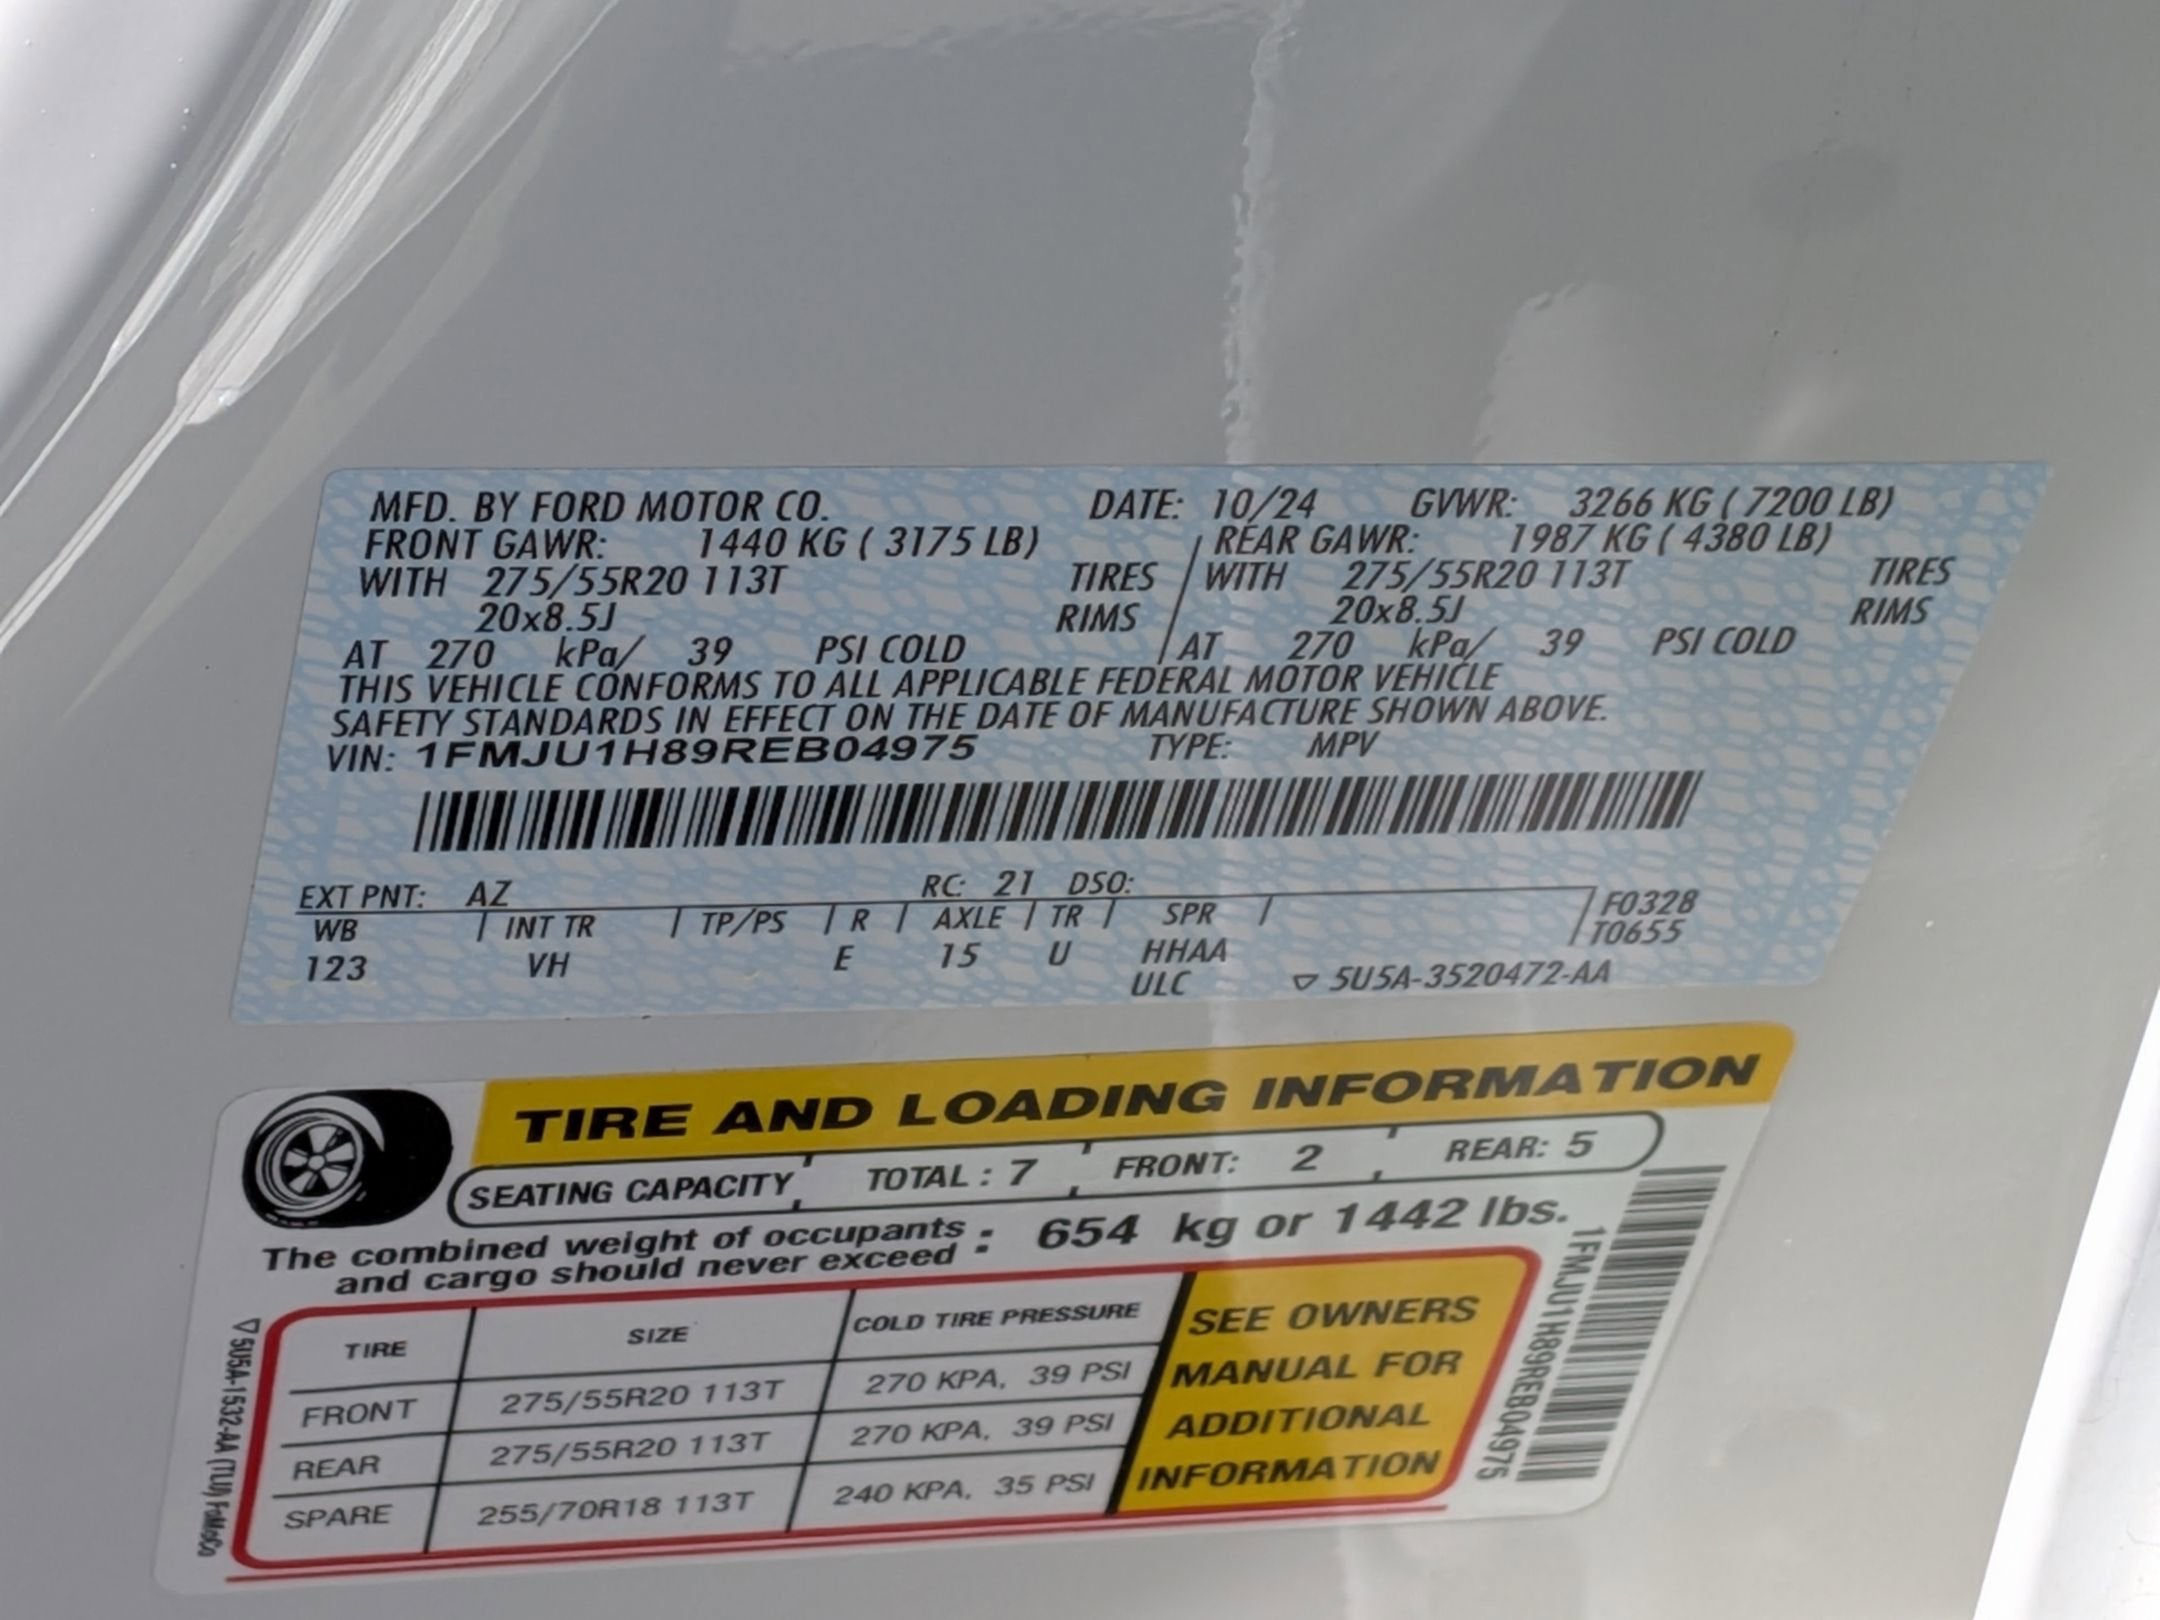 MFD. BY FORD MOTOR CO. DATE: 10/24 GVWR: 3266 KG ( 7200 LB)
FRONT GAWR: 1440 KG ( 3175 LB) REAR GAWR: 1987 KG ( 4380 LB)
WITH 275/55R20 113T TIRES WITH 275/55R20 113T TIRES
20x8.5J RIMS 20x8.5J RIMS
AT 270 kPa/ 39 PSI COLD AT 270 kPa/ 39 PSI COLD
THIS VEHICLE CONFORMS TO ALL APPLICABLE FEDERAL MOTOR VEHICLE
SAFETY STANDARDS IN EFFECT ON THE DATE OF MANUFACTURE SHOWN ABOVE.
VIN: 1FMJU1H89REB04975 TYPE: MPV
EXT PNT: AZ RC: 21 DSO:
WB INT TR TP/PS R AXLE TR SPR F0328
T0655
123 VH E 15 U HHAA
ULC ▽ 5U5A-3520472-AA
TIRE AND LOADING INFORMATION
SEATING CAPACITY TOTAL : 7 FRONT: 2 REAR: 5
The combined weight of occupants
and cargo should never exceed : 654 kg or 1442 lbs.
TIRE SIZE COLD TIRE PRESSURE
FRONT 275/55R20 113T 270 KPA, 39 PSI
REAR 275/55R20 113T 270 KPA, 39 PSI
SPARE 255/70R18 113T 240 KPA, 35 PSI
SEE OWNERS
MANUAL FOR
ADDITIONAL
INFORMATION
1FMJU1H89REB04975
▽5U5A-1532-AA (TLU) FoMoCo